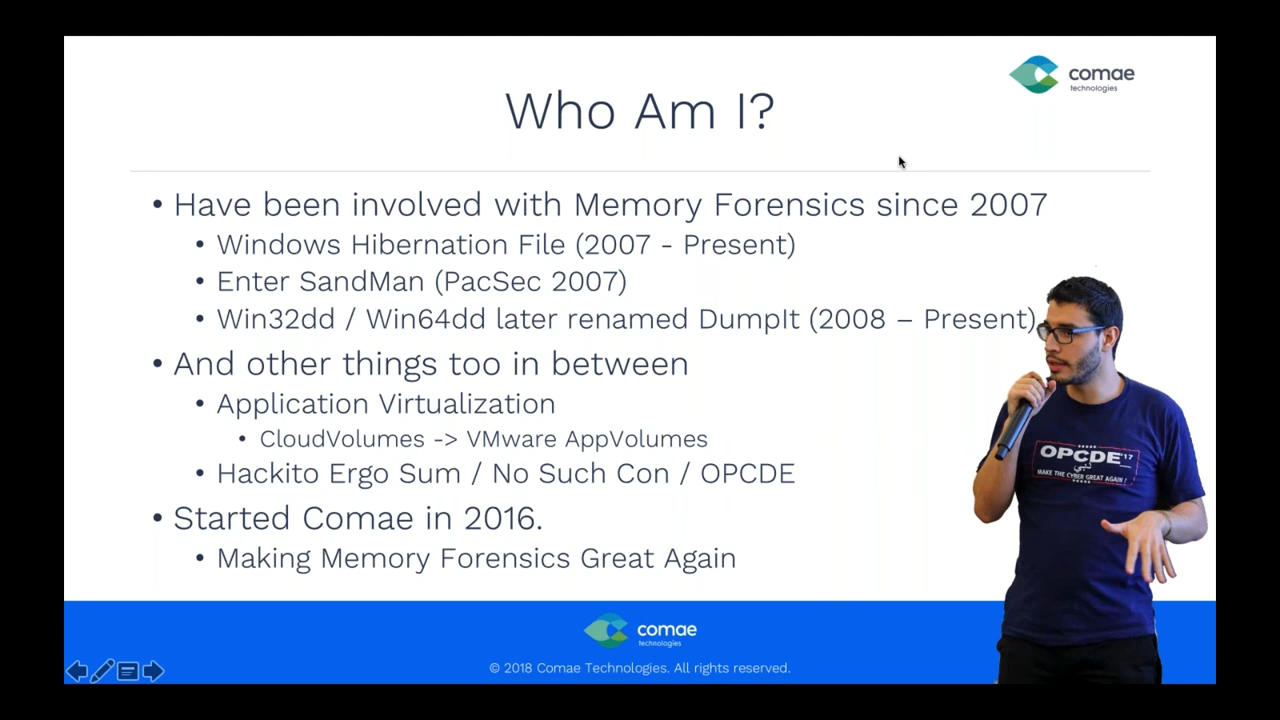 comae
technologies
Who Am I?
• Have been involved with Memory Forensics since 2007
• Windows Hibernation File (2007 - Present)
• Enter SandMan (PacSec 2007)
• Win32dd / Win64dd later renamed DumpIt (2008 – Present)
• And other things too in between
• Application Virtualization
• CloudVolumes -> VMware AppVolumes
• Hackito Ergo Sum / No Such Con / OPCDE
• Started Comae in 2016.
• Making Memory Forensics Great Again
OPCDE'17
دبي
MAKE THE CYBER GREAT AGAIN!
comae
technologies
© 2018 Comae Technologies. All rights reserved.